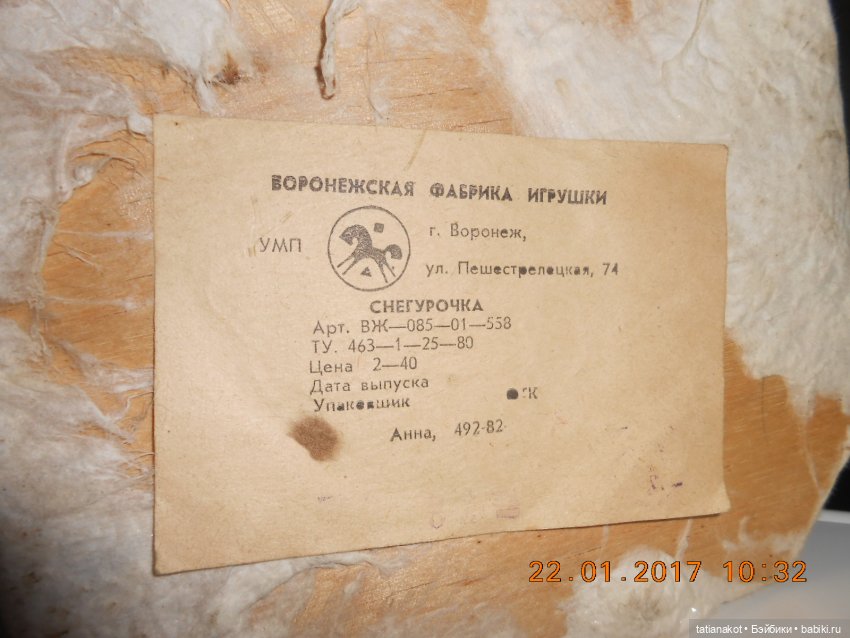 ВОРОНЕЖСКАЯ ФАБРИКА ИГРУШКИ
УМП
г. Воронеж,
ул. Пешестрелецкая, 74
СНЕГУРОЧКА
Арт. ВЖ—085—01—558
ТУ. 463—1—25—80
Цена 2—40
Дата выпуска
Упаковщик
Анна, 492-82
22.01.2017 10:32
tatianakot • Бэйбики • babiki.ru